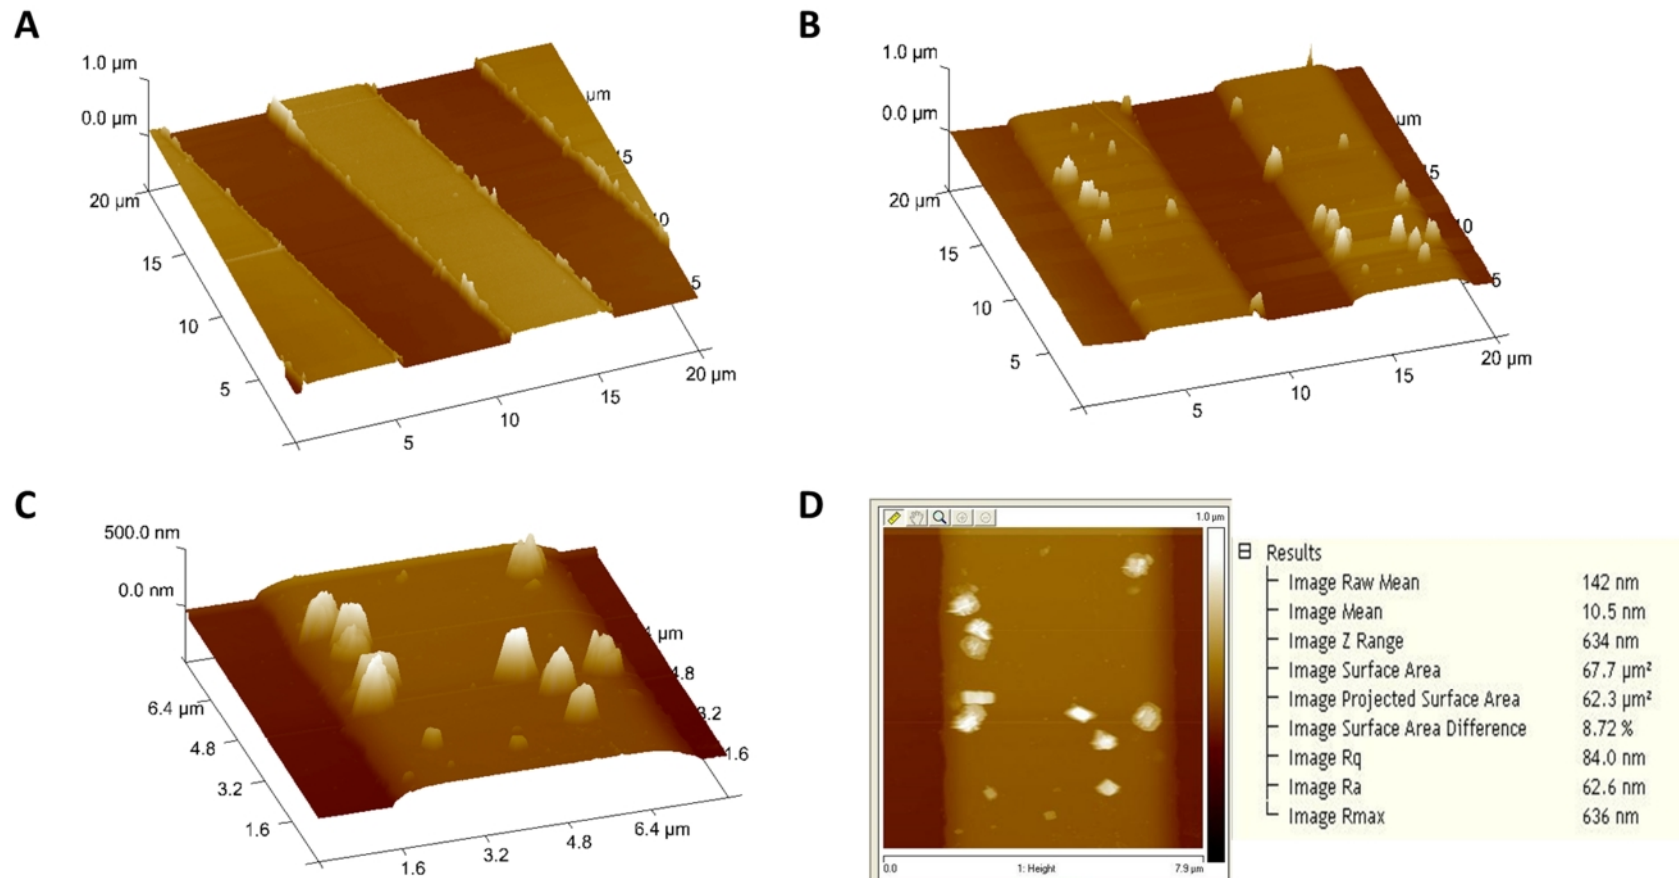 A
1.0 µm
0.0 µm
20 µm
15
10
5
5
10
15
20 µm
5
10
15
µm
B
1.0 µm
0.0 µm
20 µm
15
10
5
5
10
15
20 µm
5
10
15
µm
C
500.0 nm
0.0 nm
6.4 µm
4.8
3.2
1.6
1.6
3.2
4.8
6.4 µm
1.6
3.2
4.8
µm
D
1.0 µm
0.0
1: Height
7.9 µm
Results
Image Raw Mean 142 nm
Image Mean 10.5 nm
Image Z Range 634 nm
Image Surface Area 67.7 µm²
Image Projected Surface Area 62.3 µm²
Image Surface Area Difference 8.72 %
Image Rq 84.0 nm
Image Ra 62.6 nm
Image Rmax 636 nm